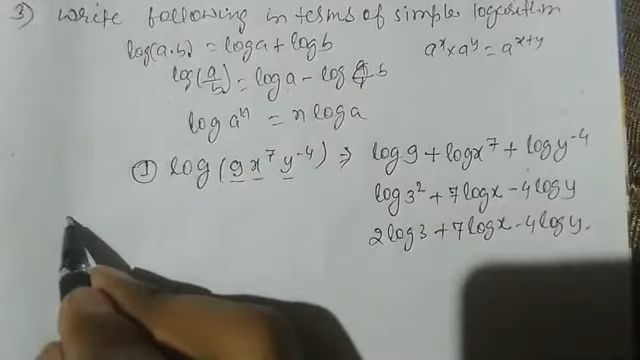 3) write following in terms of simple logarithm
log(a.b) = log a + log b    a^x × a^y = a^x+y
log(a/b) = log a - log b
log a^n = n log a
① log(9x^7 y^-4) ⇒ log 9 + log x^7 + log y^-4
log 3^2 + 7 log x - 4 log y
2 log 3 + 7 log x - 4 log y.